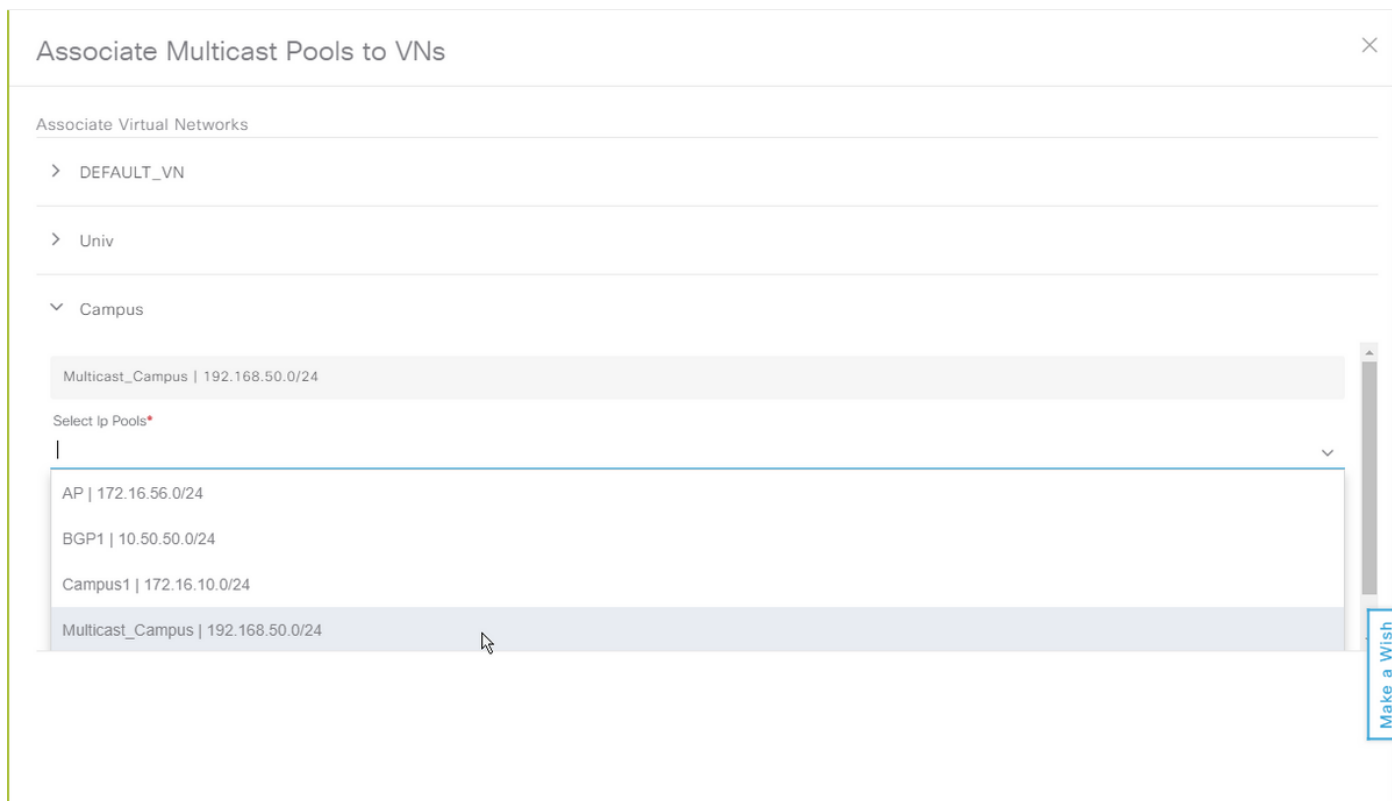 Associate Multicast Pools to VNs
Associate Virtual Networks
DEFAULT_VN
Univ
Campus
Multicast_Campus | 192.168.50.0/24
Select Ip Pools*
AP | 172.16.56.0/24
BGP1 | 10.50.50.0/24
Campus1 | 172.16.10.0/24
Multicast_Campus | 192.168.50.0/24
Make a Wish